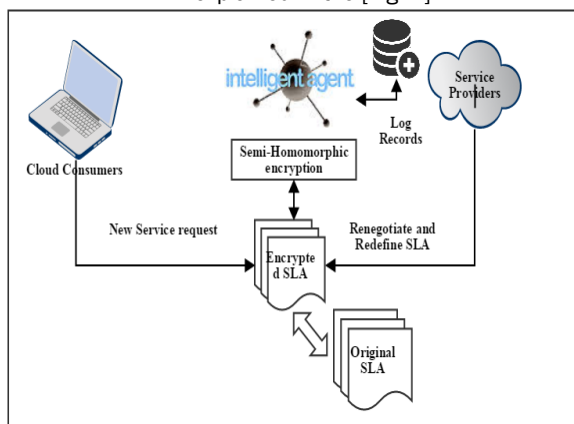 intelligent agent
Service
Providers
Log
Records
Semi-Homomorphic
encryption
Cloud Consumers
New Service request
Renegotiate and
Redefine SLA
Encrypte
d SLA
Original
SLA